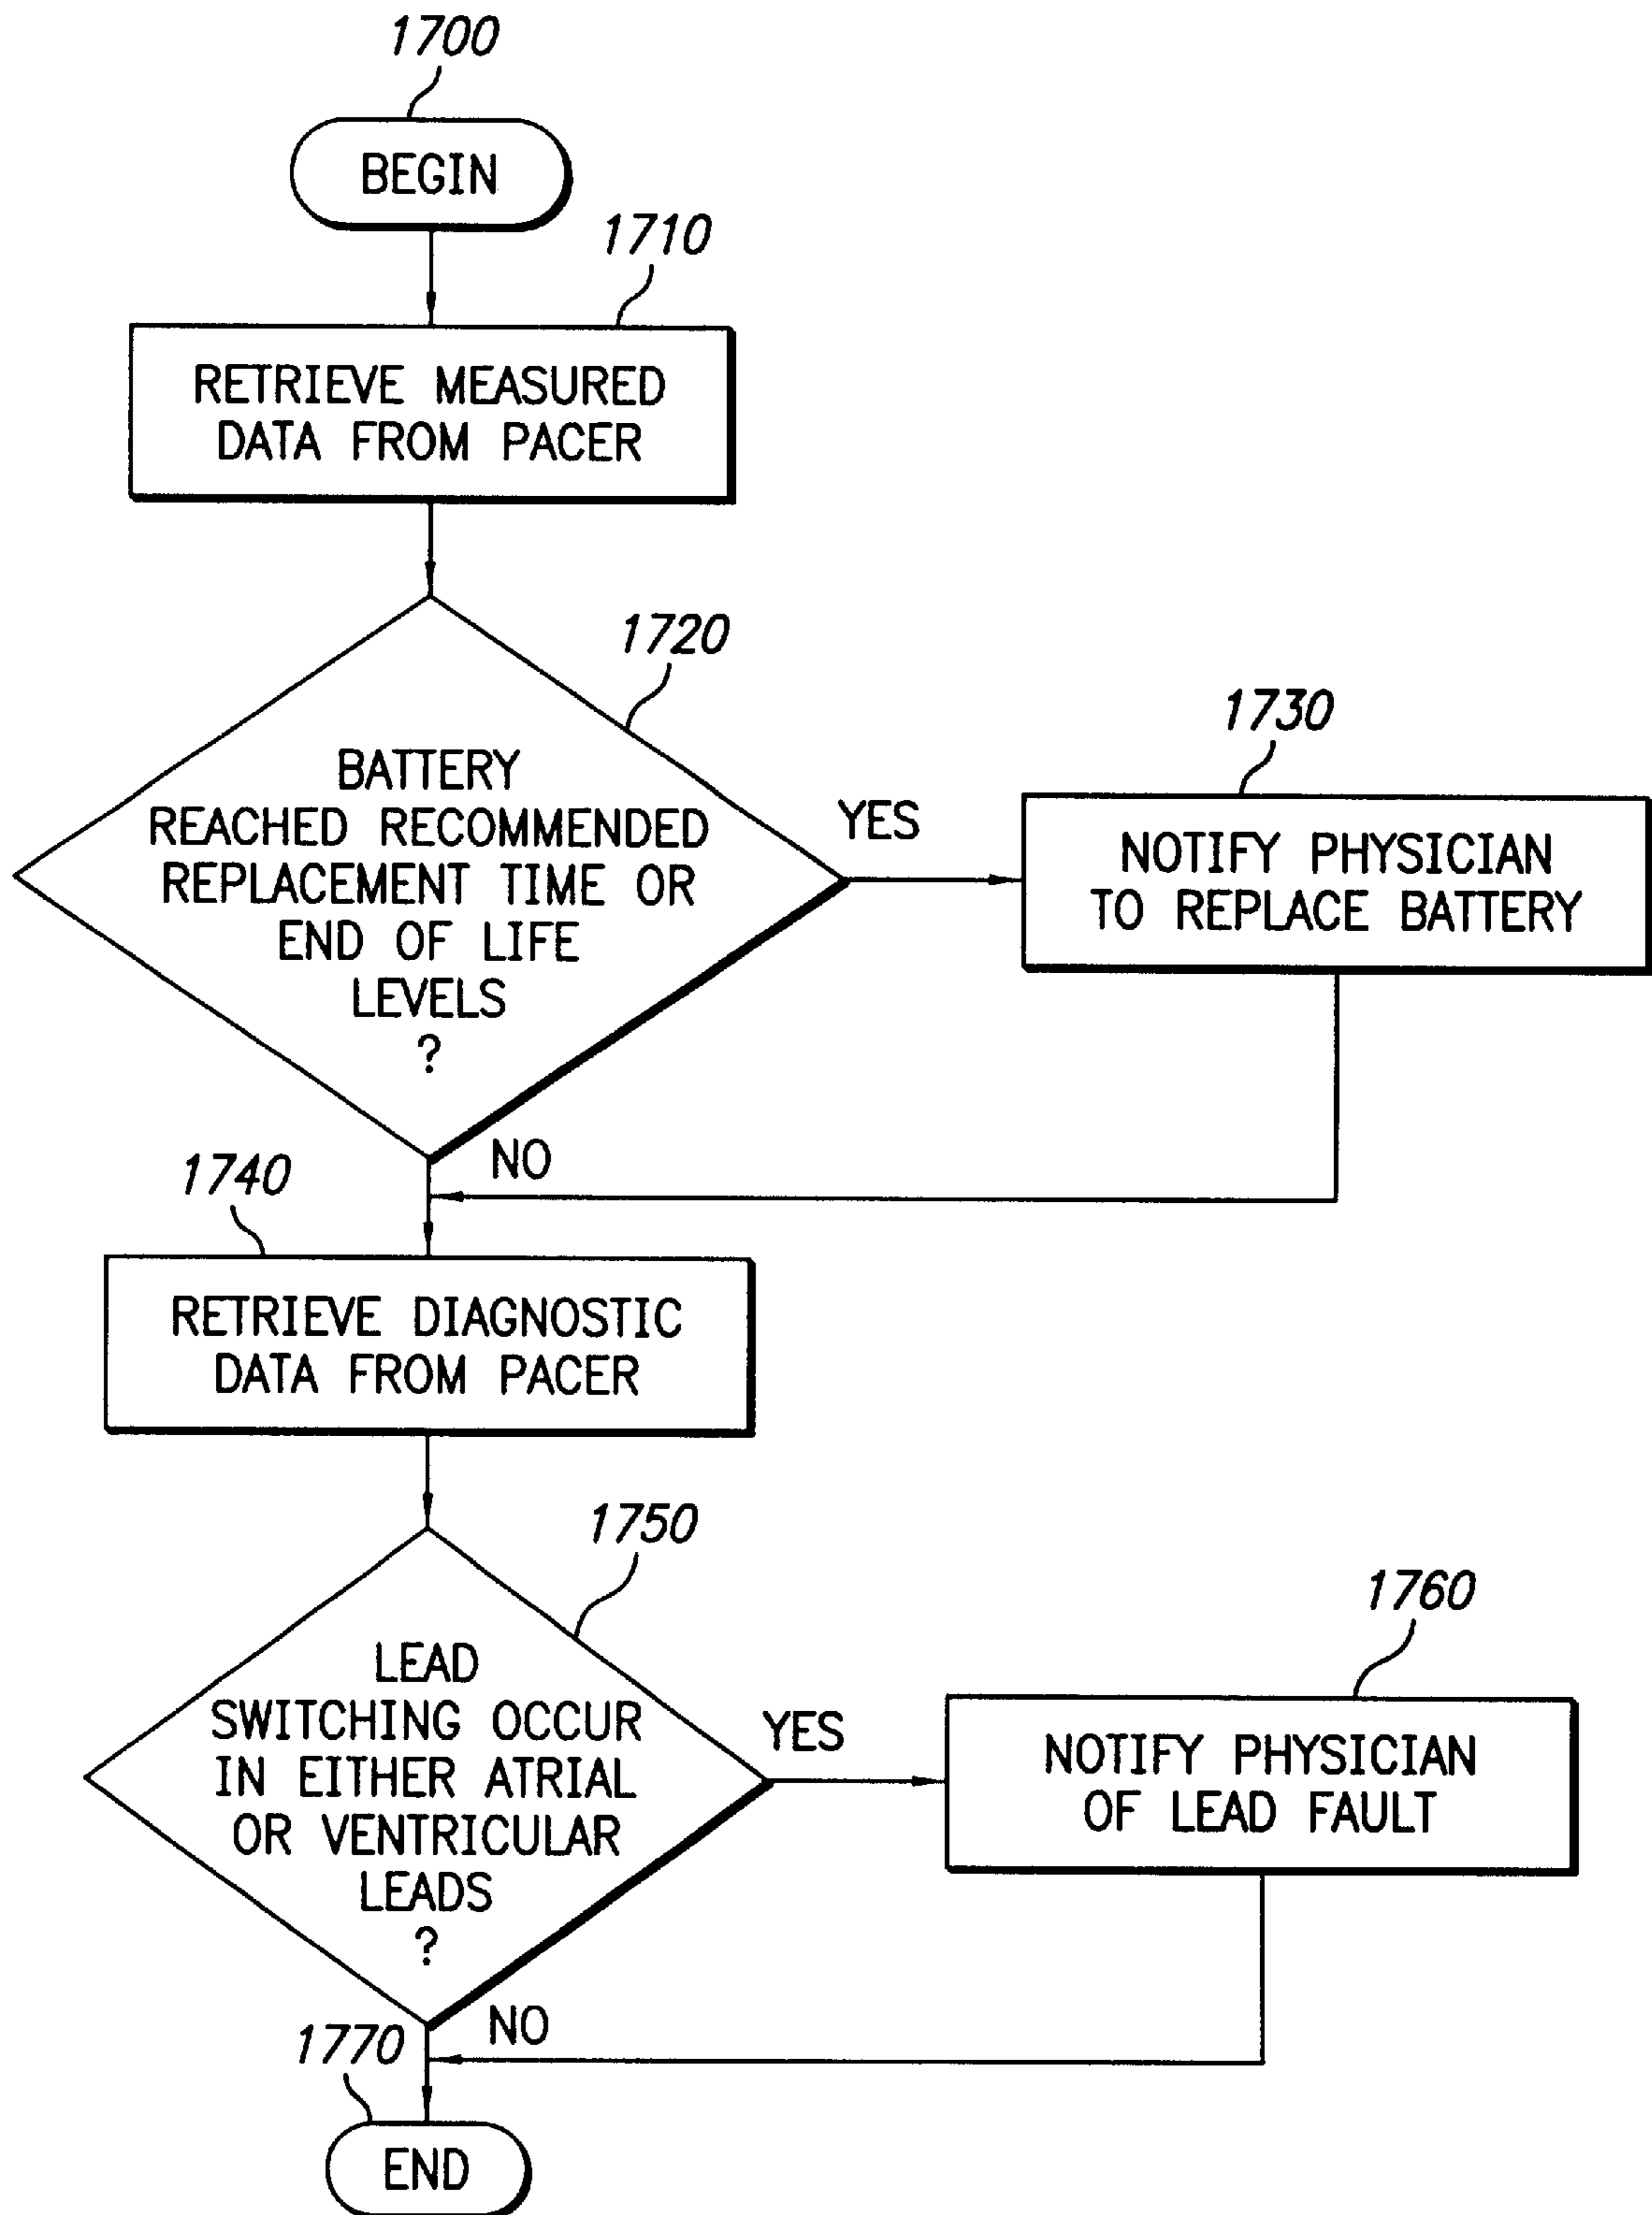 1700
BEGIN
1710
RETRIEVE MEASURED
DATA FROM PACER
1720
BATTERY
REACHED RECOMMENDED
REPLACEMENT TIME OR
END OF LIFE
LEVELS
?
YES
1730
NOTIFY PHYSICIAN
TO REPLACE BATTERY
NO
1740
RETRIEVE DIAGNOSTIC
DATA FROM PACER
1750
LEAD
SWITCHING OCCUR
IN EITHER ATRIAL
OR VENTRICULAR
LEADS
?
YES
1760
NOTIFY PHYSICIAN
OF LEAD FAULT
NO
1770
END